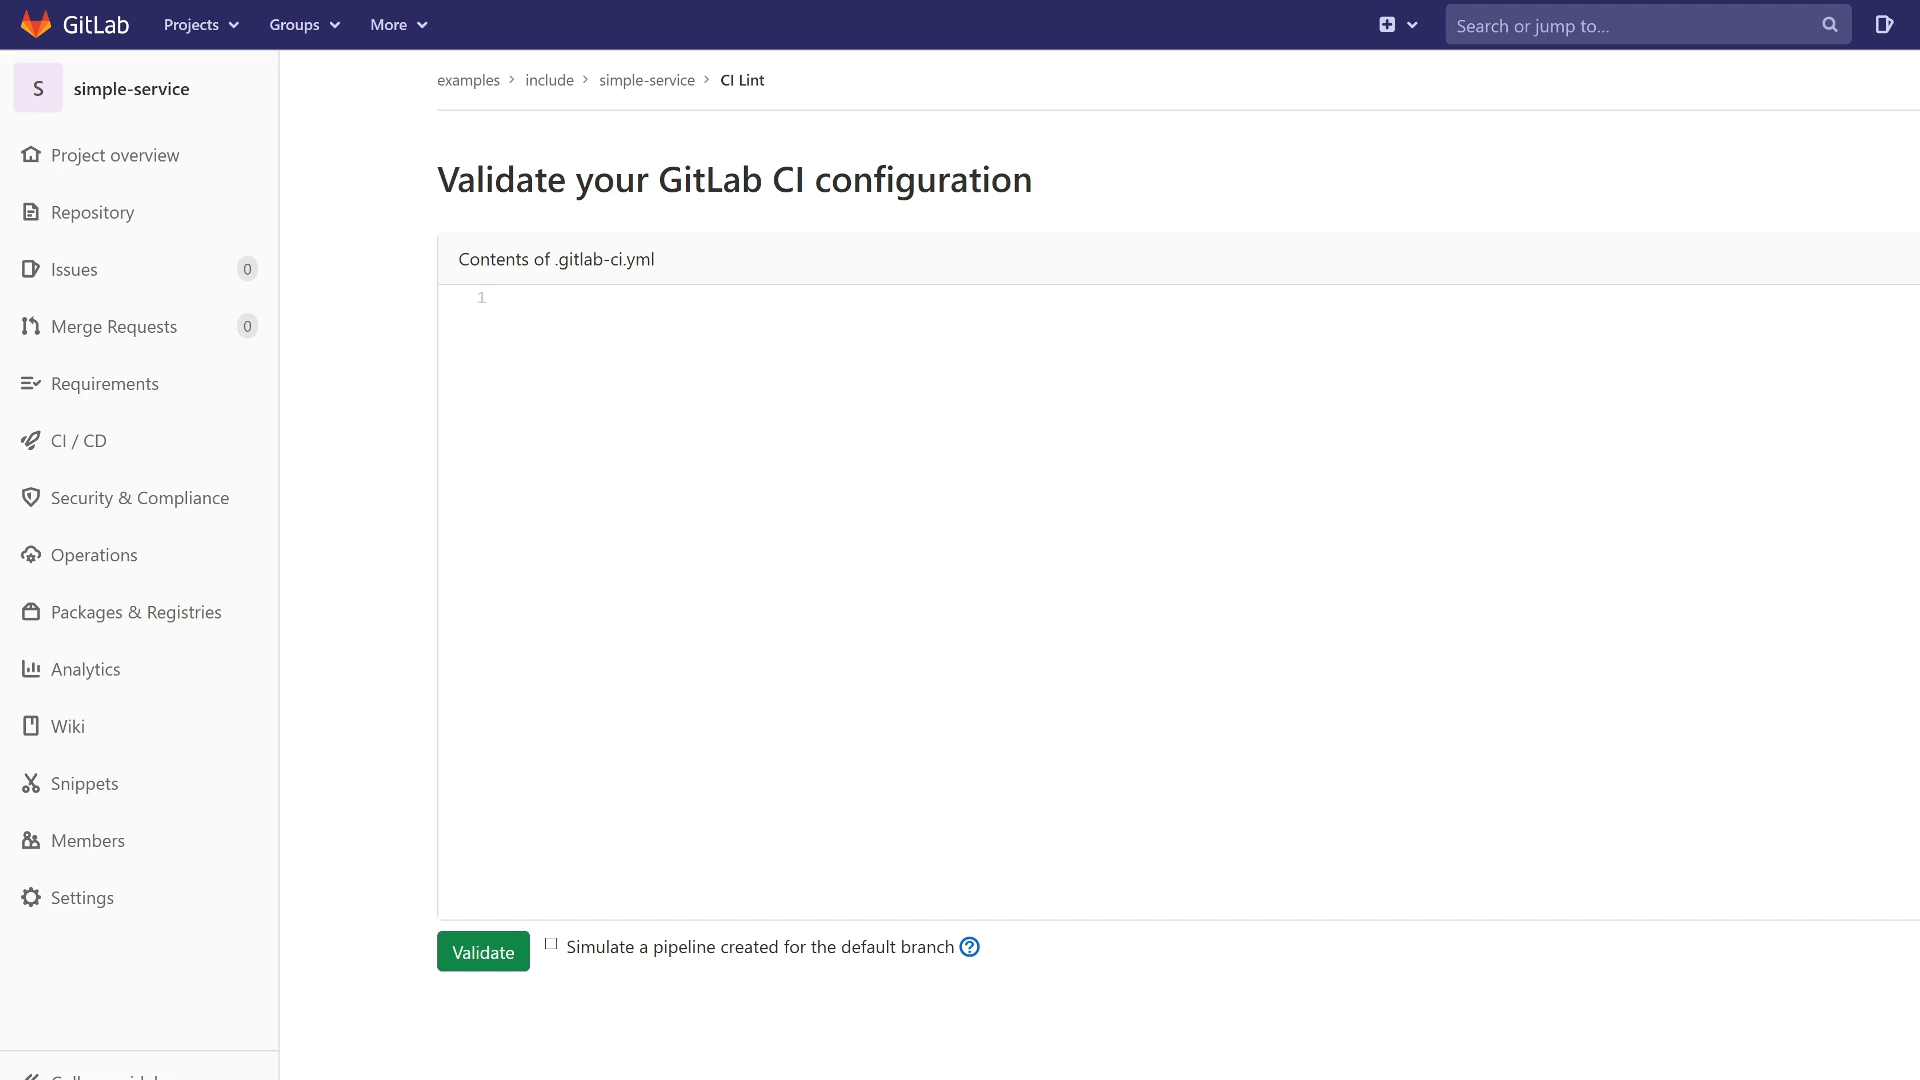 GitLab Projects Groups More Search or jump to...
S simple-service
examples > include > simple-service > CI Lint
Project overview
Repository
Issues 0
Merge Requests 0
Requirements
CI / CD
Security & Compliance
Operations
Packages & Registries
Analytics
Wiki
Snippets
Members
Settings
Validate your GitLab CI configuration
Contents of .gitlab-ci.yml
1
Validate Simulate a pipeline created for the default branch